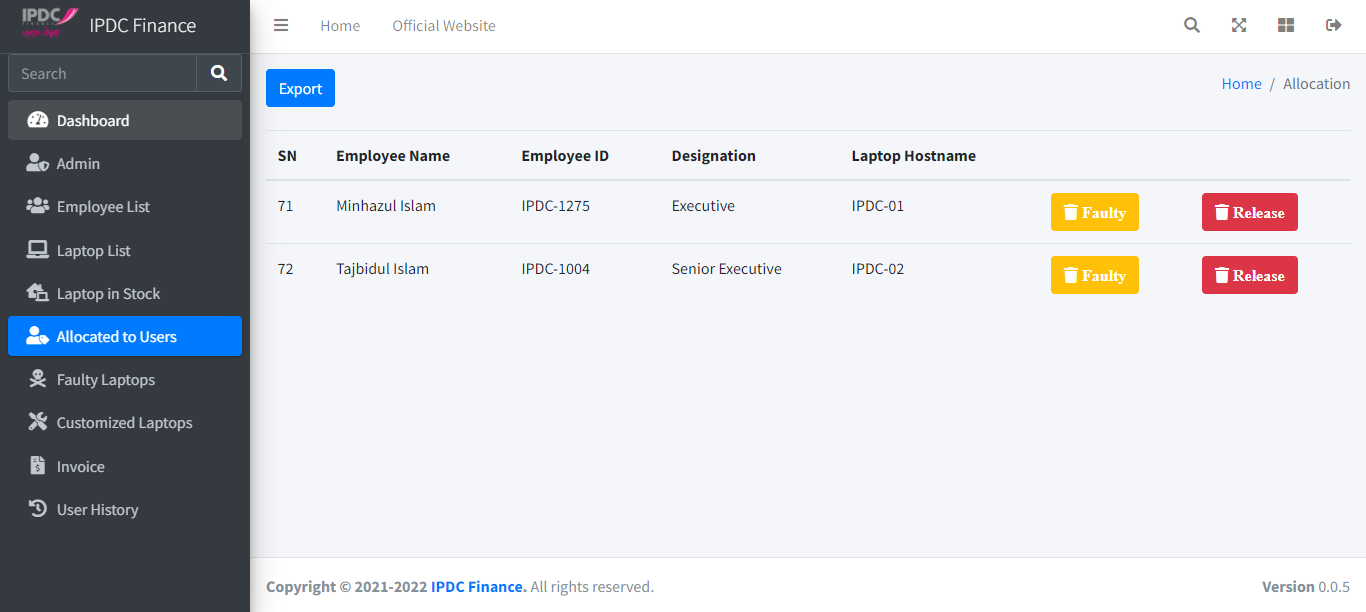 IPDC
FINANCE
IPDC Finance
Home
Official Website
Search
Dashboard
Admin
Employee List
Laptop List
Laptop in Stock
Allocated to Users
Faulty Laptops
Customized Laptops
Invoice
User History
Export
Home / Allocation
SN Employee Name Employee ID Designation Laptop Hostname
71 Minhazul Islam IPDC-1275 Executive IPDC-01 Faulty Release
72 Tajbidul Islam IPDC-1004 Senior Executive IPDC-02 Faulty Release
Copyright © 2021-2022 IPDC Finance. All rights reserved.
Version 0.0.5